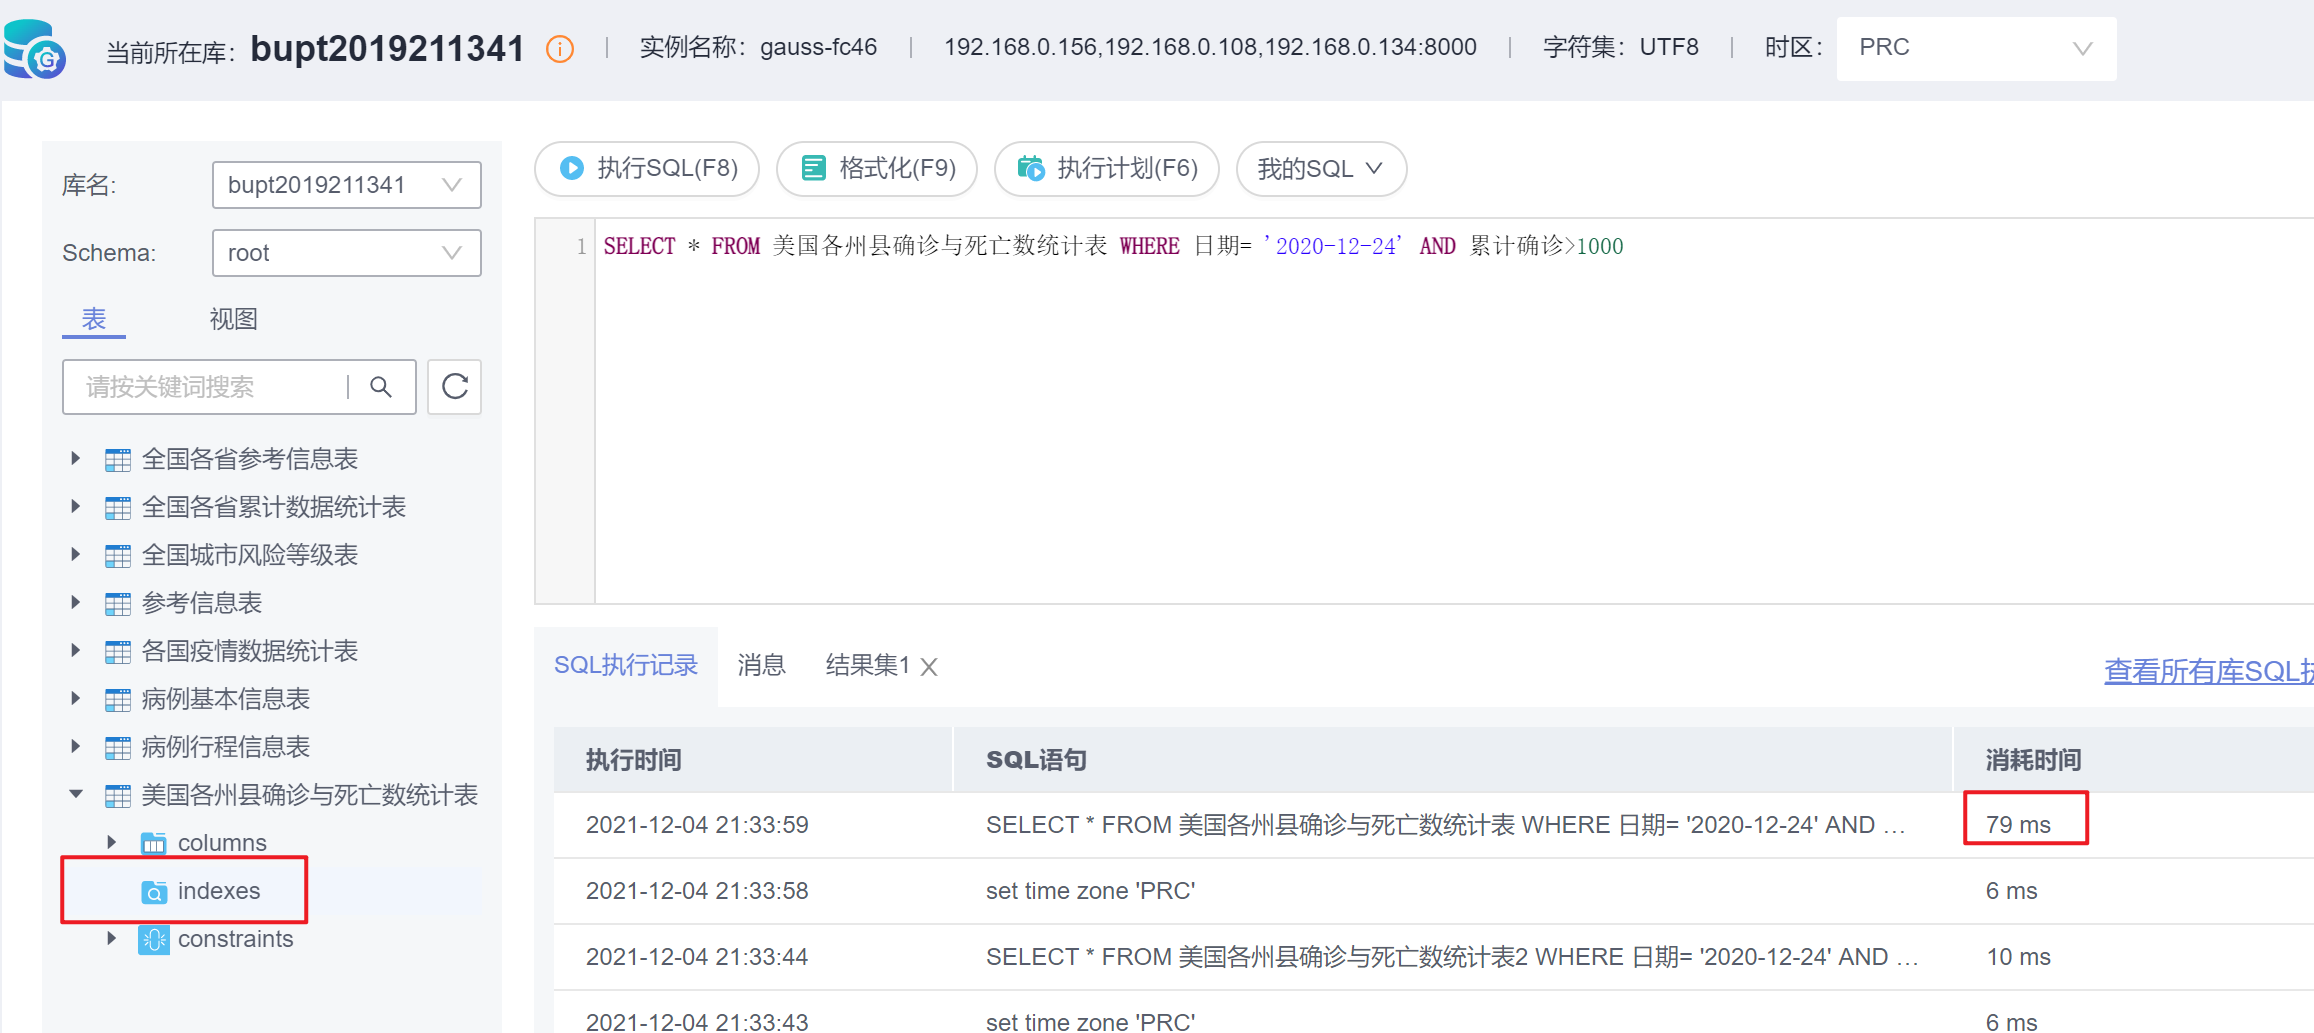 当前所在库： bupt2019211341 实例名称：gauss-fc46 192.168.0.156,192.168.0.108,192.168.0.134:8000 字符集：UTF8 时区： PRC
库名: bupt2019211341
Schema: root
表 视图
请按关键词搜索
全国各省参考信息表
全国各省累计数据统计表
全国城市风险等级表
参考信息表
各国疫情数据统计表
病例基本信息表
病例行程信息表
美国各州县确诊与死亡数统计表
columns
indexes
constraints
执行SQL(F8) 格式化(F9) 执行计划(F6) 我的SQL
1 SELECT * FROM 美国各州县确诊与死亡数统计表 WHERE 日期= '2020-12-24' AND 累计确诊>1000
SQL执行记录 消息 结果集1 X 查看所有库SQL
执行时间 SQL语句 消耗时间
2021-12-04 21:33:59 SELECT * FROM 美国各州县确诊与死亡数统计表 WHERE 日期= '2020-12-24' AND … 79 ms
2021-12-04 21:33:58 set time zone 'PRC' 6 ms
2021-12-04 21:33:44 SELECT * FROM 美国各州县确诊与死亡数统计表2 WHERE 日期= '2020-12-24' AND … 10 ms
2021-12-04 21:33:43 set time zone 'PRC' 6 ms